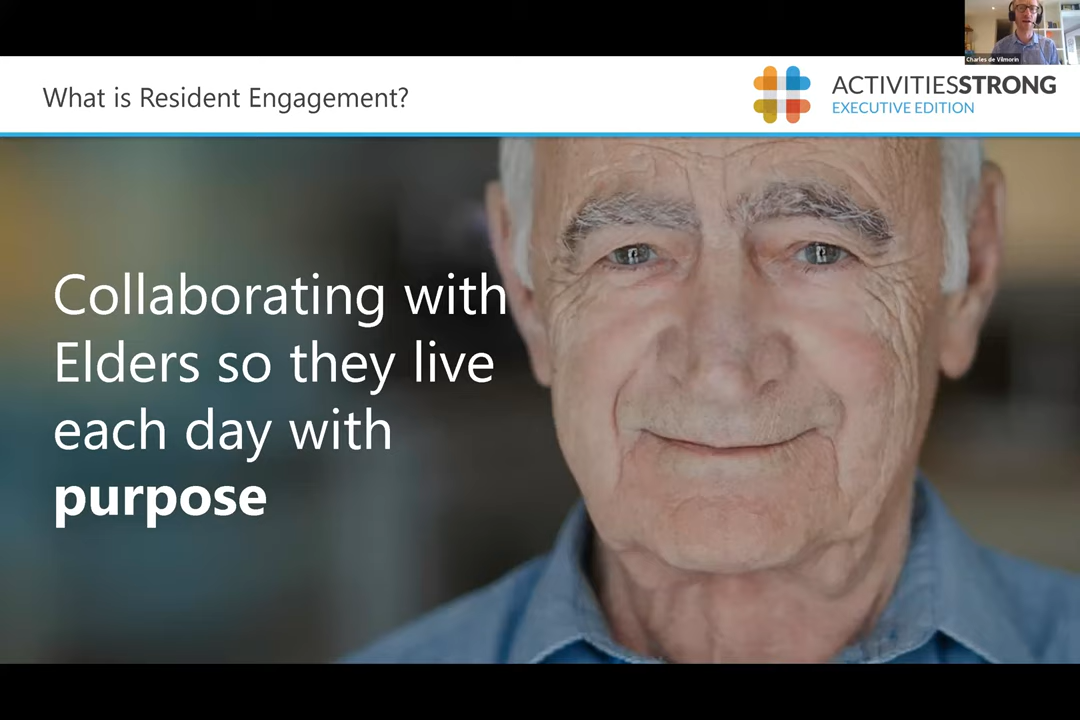 Charles de Vilmorin
What is Resident Engagement?
ACTIVITIESSTRONG
EXECUTIVE EDITION
Collaborating with
Elders so they live
each day with
purpose